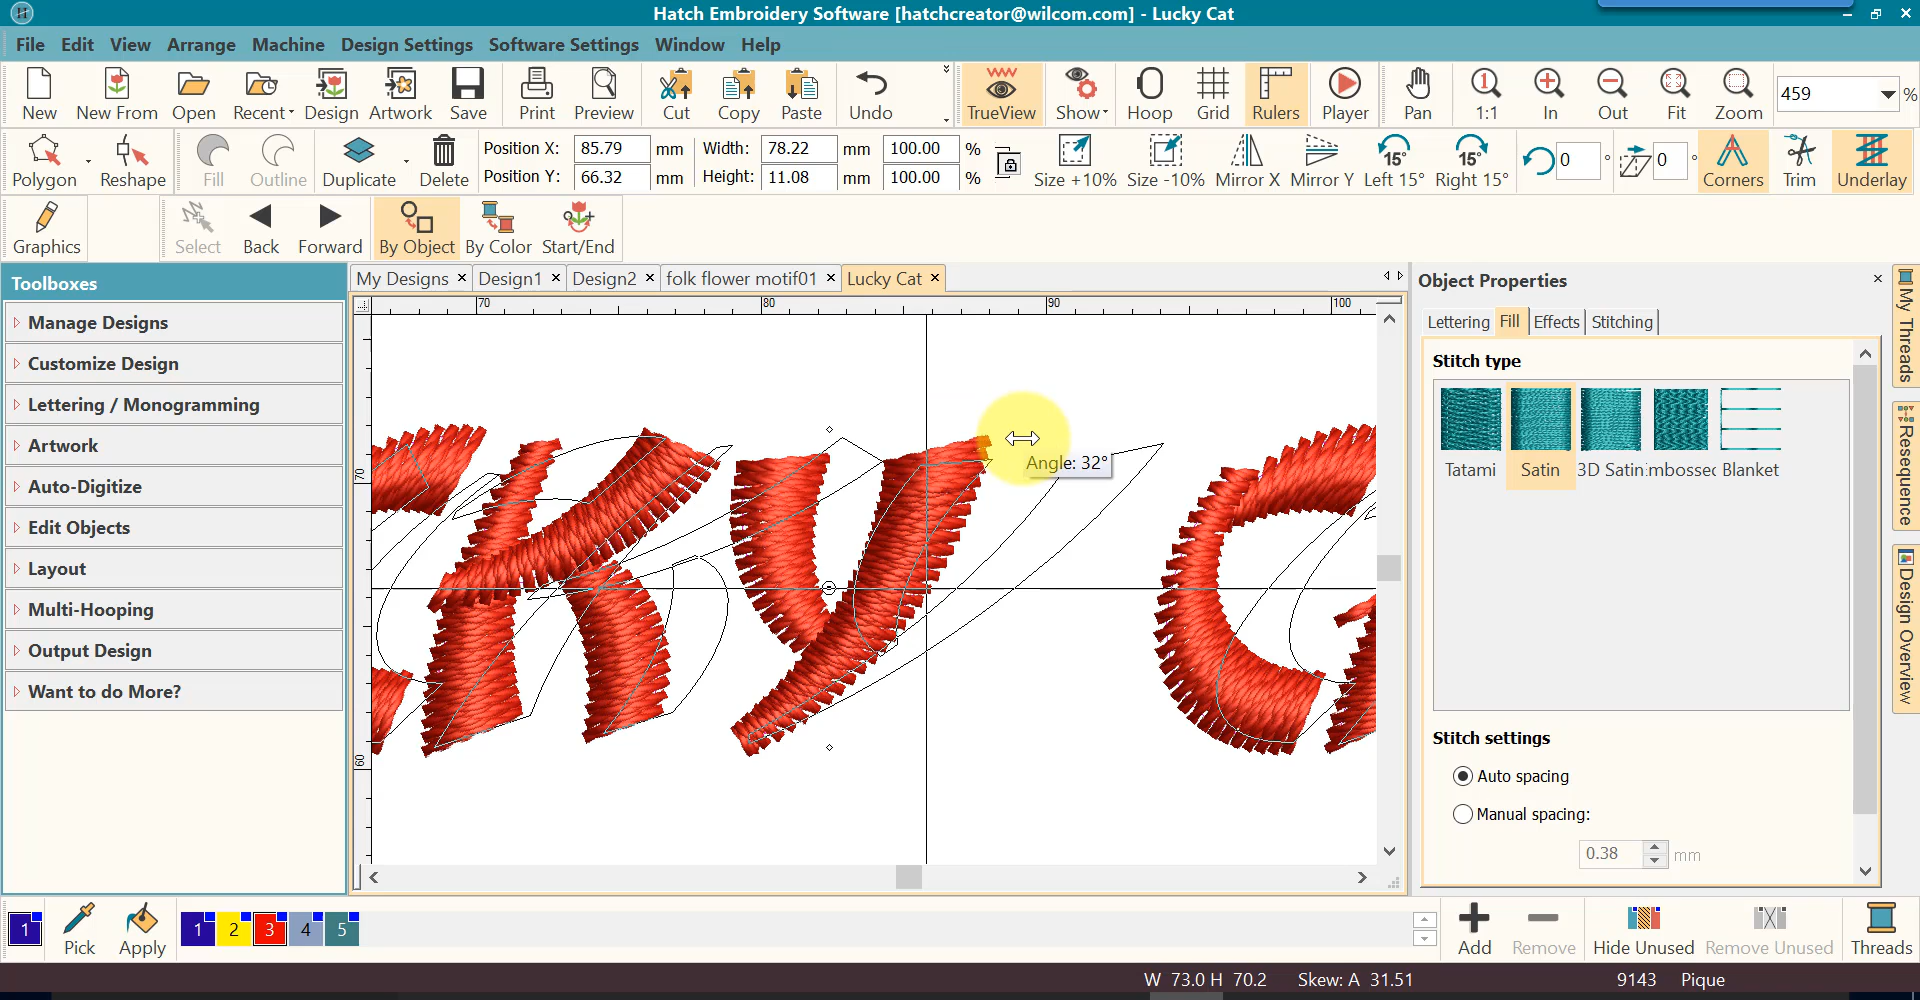 Hatch Embroidery Software [hatchcreator@wilcom.com] - Lucky Cat
File Edit View Arrange Machine Design Settings Software Settings Window Help
New New From Open Recent Design Artwork Save Print Preview Cut Copy Paste Undo TrueView Show Hoop Grid Rulers Player Pan 1:1 In Out Fit Zoom 459 %
Polygon Reshape Fill Outline Duplicate Delete
Position X: 85.79 mm Width: 78.22 mm 100.00 %
Position Y: 66.32 mm Height: 11.08 mm 100.00 %
Size +10% Size -10% Mirror X Mirror Y 15° Left 15° 15° Right 15° 0 ° 0 ° Corners Trim Underlay
Graphics Select Back Forward By Object By Color Start/End
Toolboxes
Manage Designs
Customize Design
Lettering / Monogramming
Artwork
Auto-Digitize
Edit Objects
Layout
Multi-Hooping
Output Design
Want to do More?
My Designs × Design1 × Design2 × folk flower motif01 × Lucky Cat ×
70 80 90 100
70
60
ky C
Angle: 32°
Object Properties
Lettering Fill Effects Stitching
Stitch type
Tatami Satin 3D Satin mbossec Blanket
Stitch settings
Auto spacing
Manual spacing:
0.38 mm
My Threads
Resequence
Design Overview
1 Pick Apply 1 2 3 4 5 Add Remove Hide Unused Remove Unused Threads
W 73.0 H 70.2 Skew: A 31.51 9143 Pique